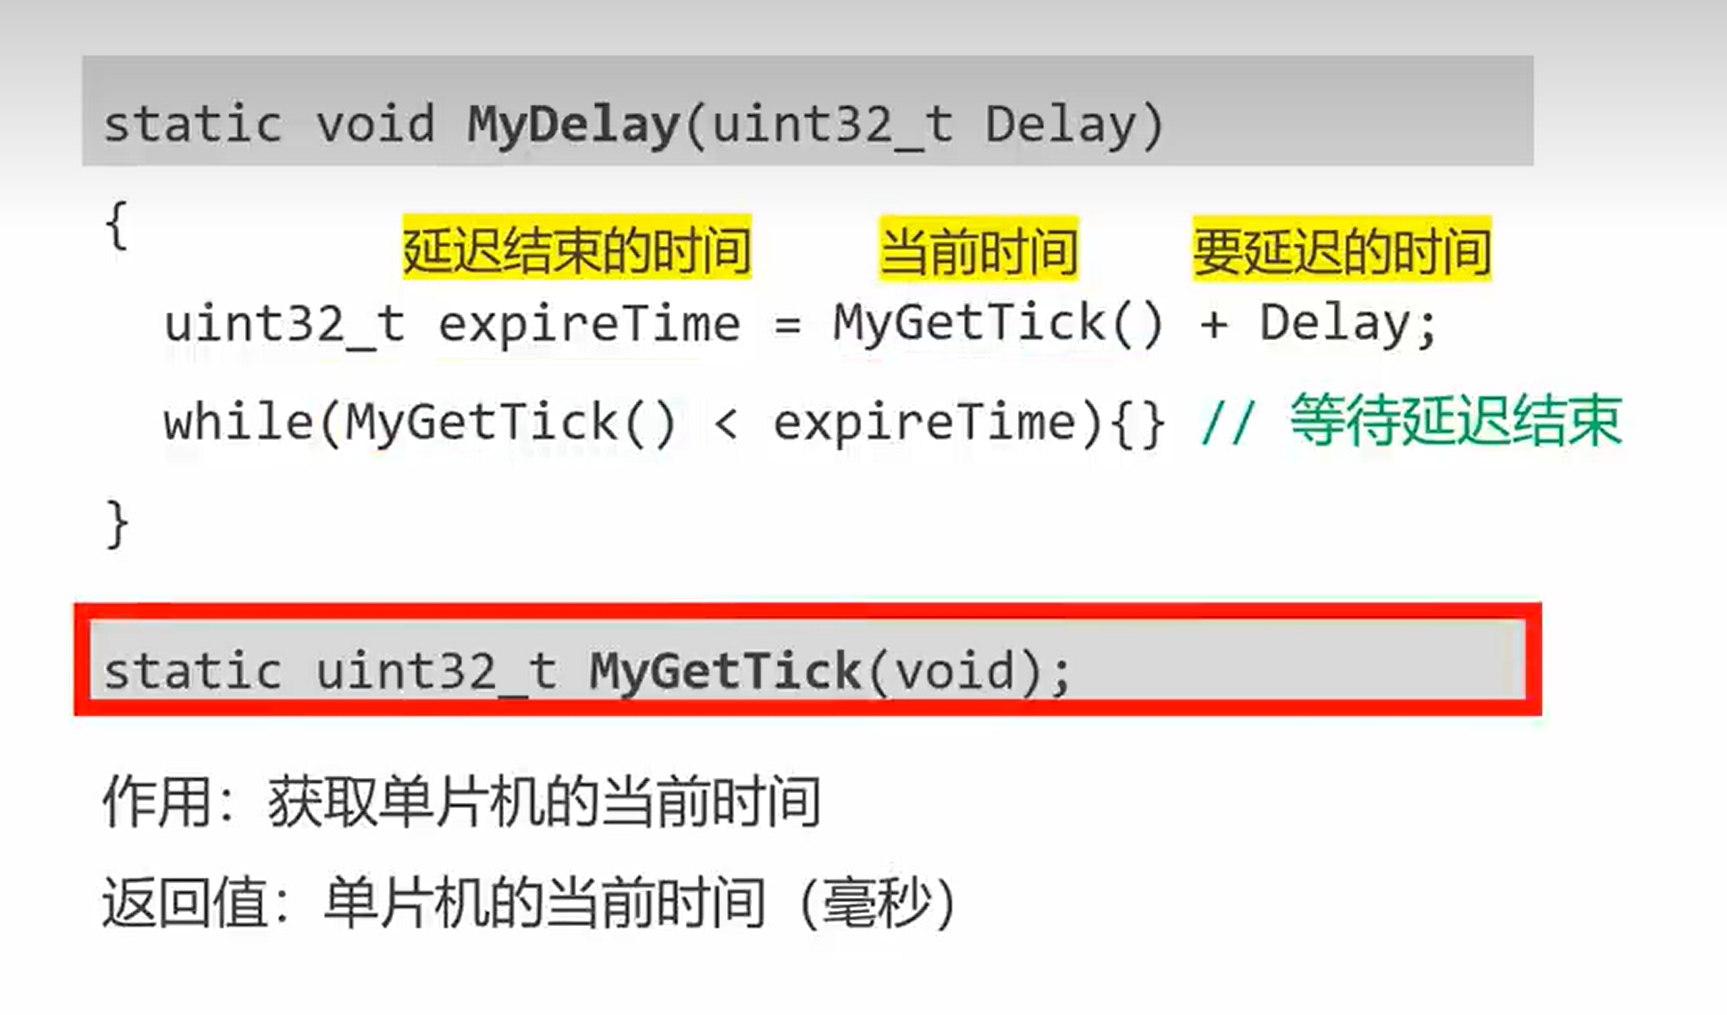 static void MyDelay(uint32_t Delay)
{
延迟结束的时间 当前时间 要延迟的时间
uint32_t expireTime = MyGetTick() + Delay;
while(MyGetTick() < expireTime){} // 等待延迟结束
}
static uint32_t MyGetTick(void);
作用：获取单片机的当前时间
返回值：单片机的当前时间（毫秒）